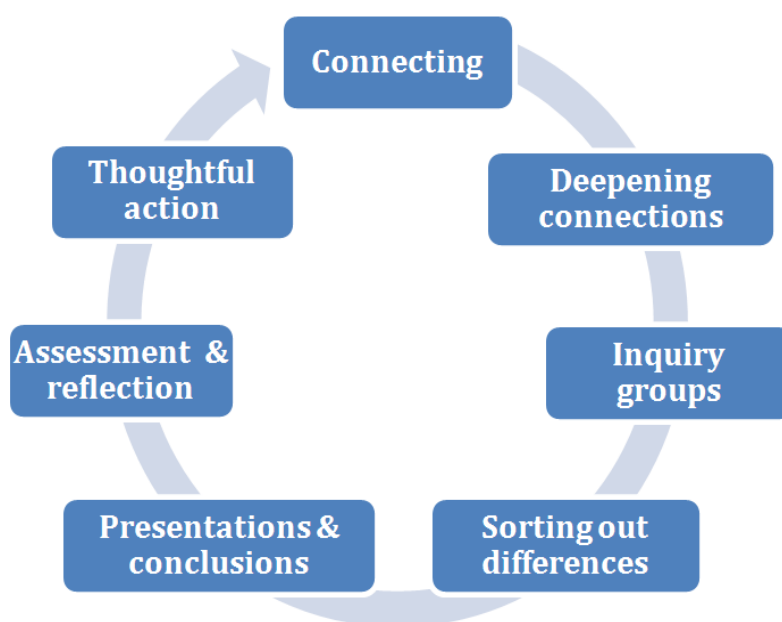 Connecting
Deepening
connections
Inquiry
groups
Sorting out
differences
Presentations &
conclusions
Assessment &
reflection
Thoughtful
action